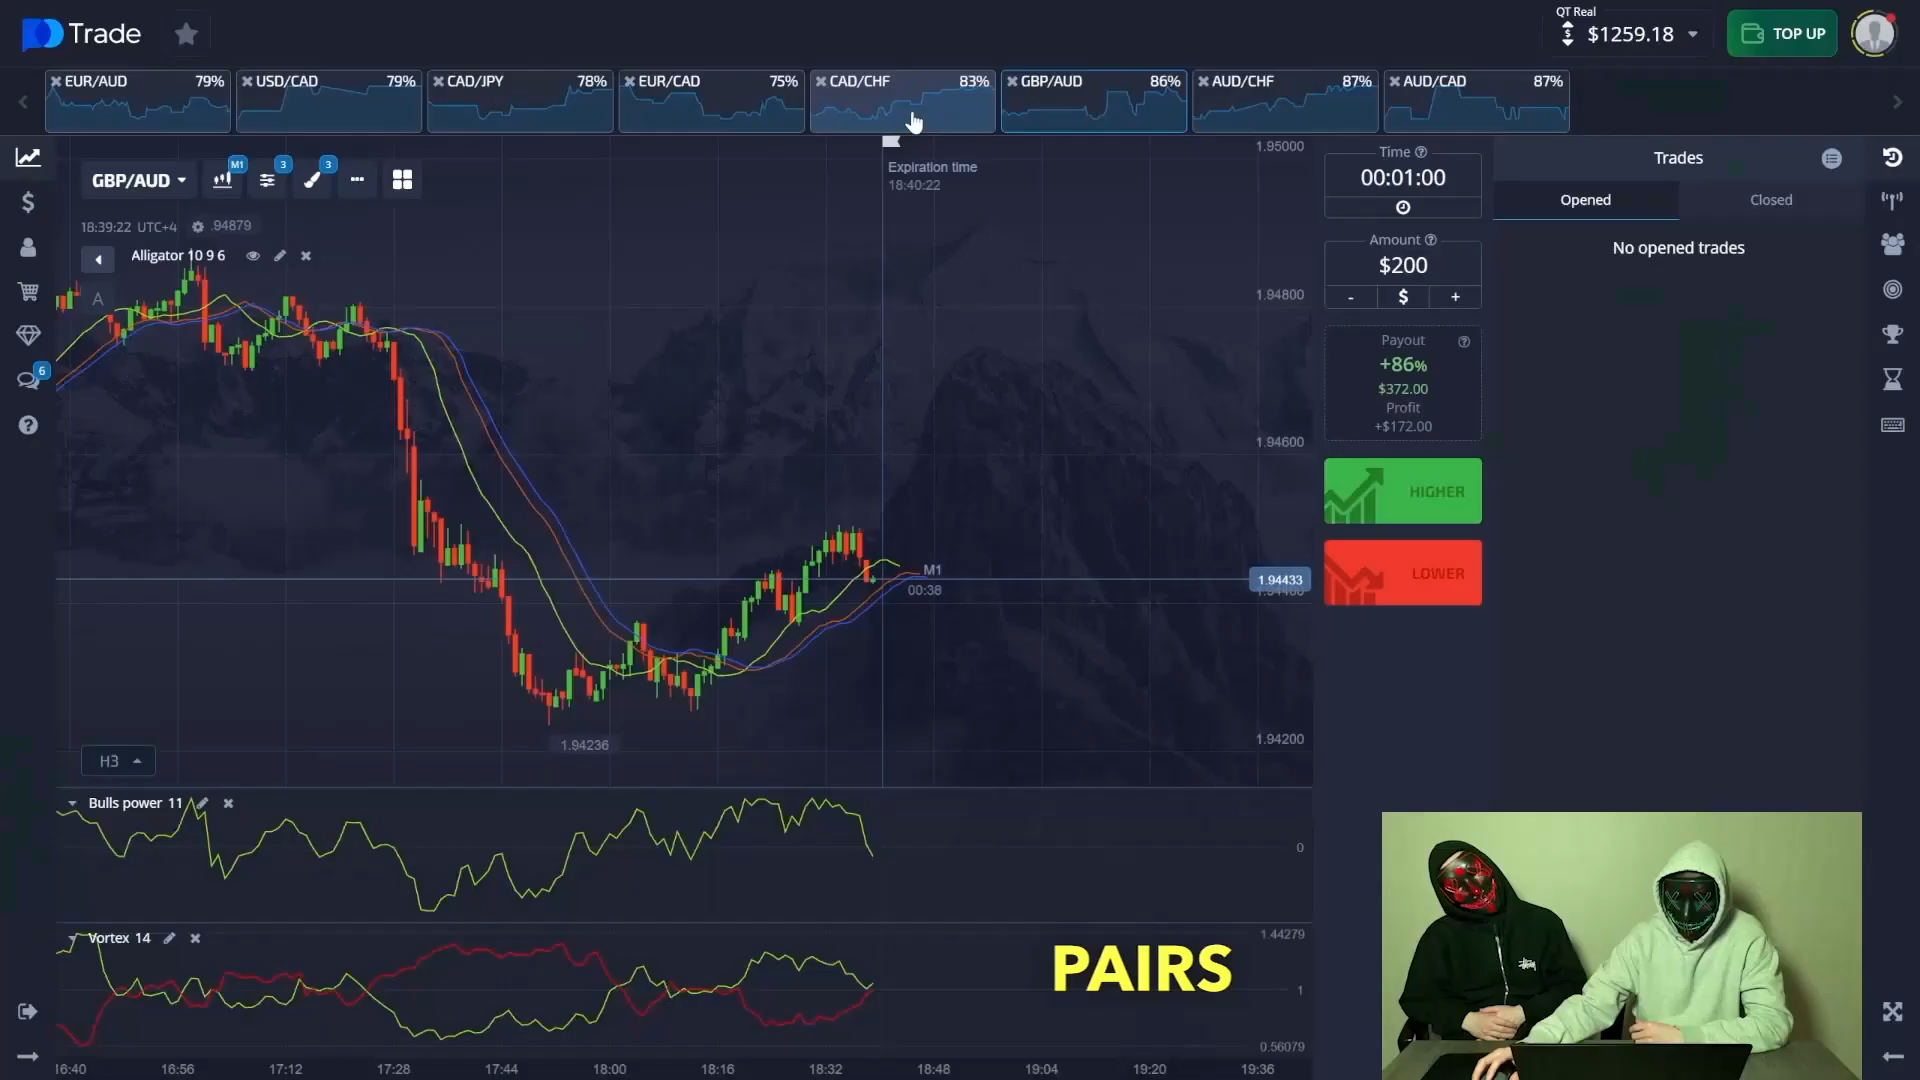 Trade
QT Real
$1259.18
TOP UP
EUR/AUD 79%
USD/CAD 79%
CAD/JPY 78%
EUR/CAD 75%
CAD/CHF 83%
GBP/AUD 86%
AUD/CHF 87%
AUD/CAD 87%
GBP/AUD
M1
3
3
18:39:22 UTC+4
.94879
Alligator 10 9 6
A
Expiration time
18:40:22
1.95000
1.94800
1.94600
1.94433
1.94200
M1
00:38
1.94236
H3
Time
00:01:00
Amount
$200
- $ +
Payout
+86%
$372.00
Profit
+$172.00
HIGHER
LOWER
Trades
Opened
Closed
No opened trades
6
Bulls power 11
0
Vortex 14
1.44279
1
0.56079
PAIRS
16:40 16:56 17:12 17:28 17:44 18:00 18:16 18:32 18:48 19:04 19:20 19:36